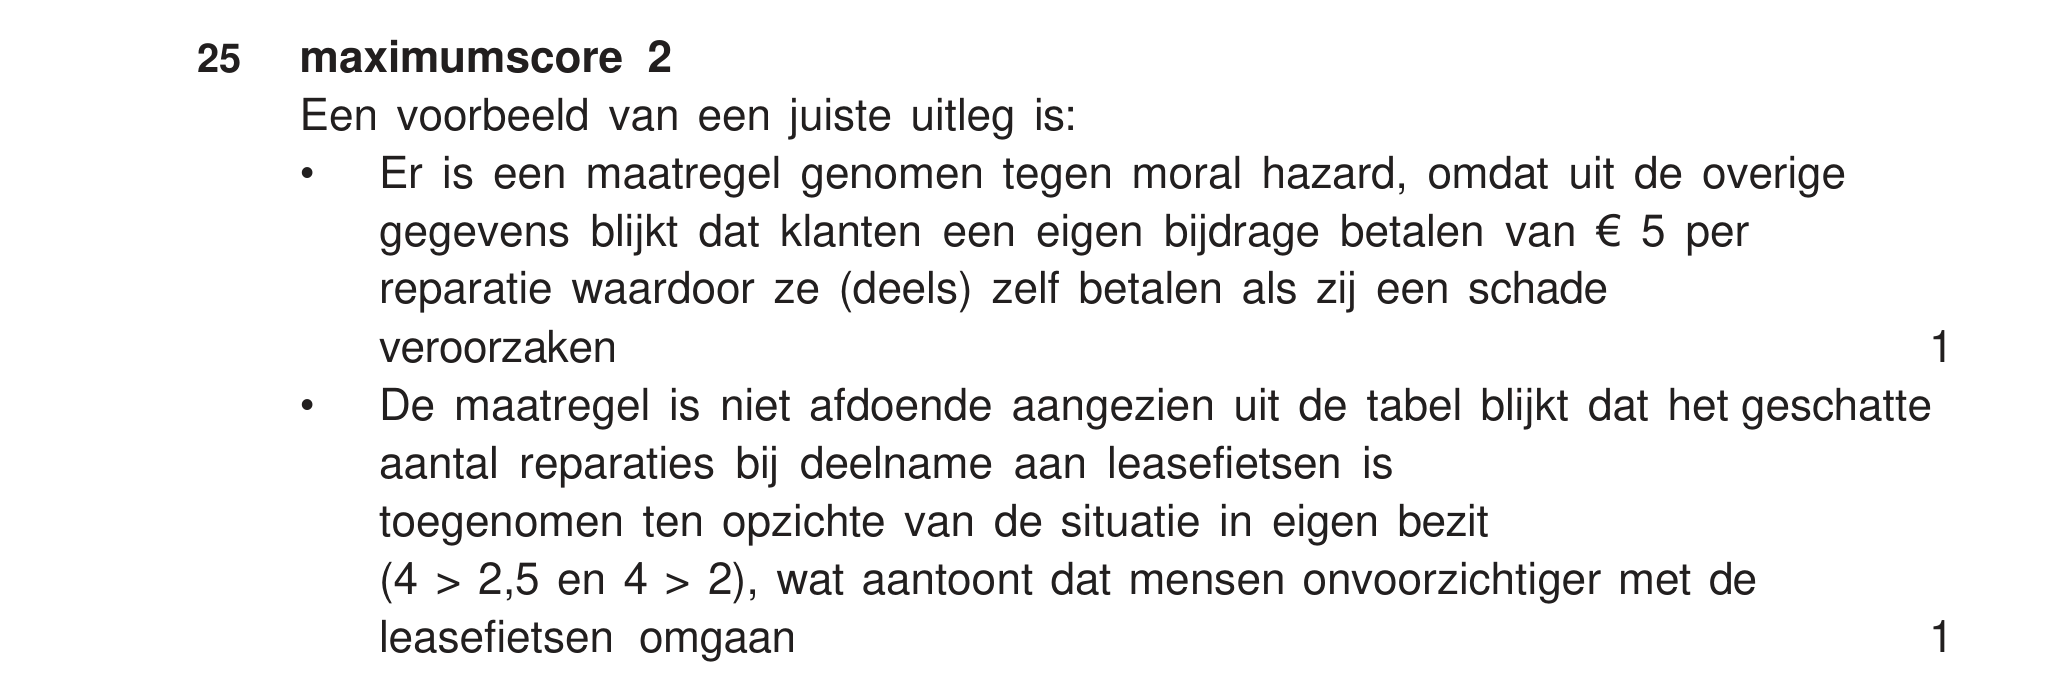 25 maximumscore 2
Een voorbeeld van een juiste uitleg is:
• Er is een maatregel genomen tegen moral hazard, omdat uit de overige
gegevens blijkt dat klanten een eigen bijdrage betalen van € 5 per
reparatie waardoor ze (deels) zelf betalen als zij een schade
veroorzaken 1
• De maatregel is niet afdoende aangezien uit de tabel blijkt dat het geschatte
aantal reparaties bij deelname aan leasefietsen is
toegenomen ten opzichte van de situatie in eigen bezit
(4 > 2,5 en 4 > 2), wat aantoont dat mensen onvoorzichtiger met de
leasefietsen omgaan 1